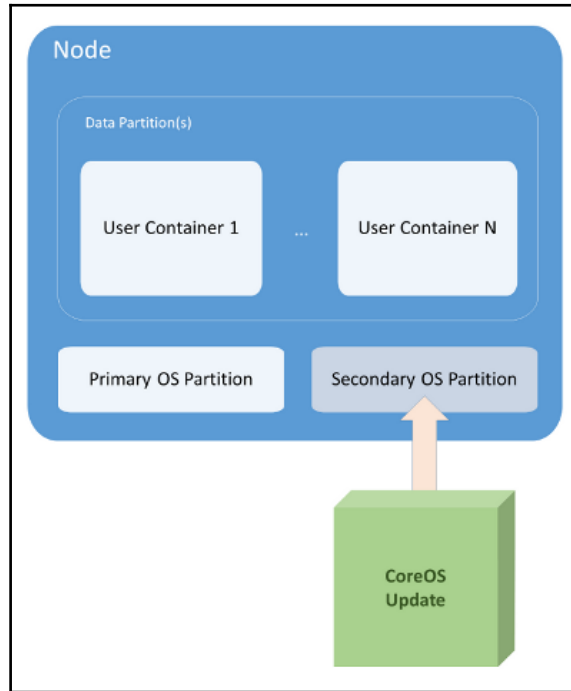 Node
Data Partition(s)
User Container 1
...
User Container N
Primary OS Partition
Secondary OS Partition
CoreOS
Update